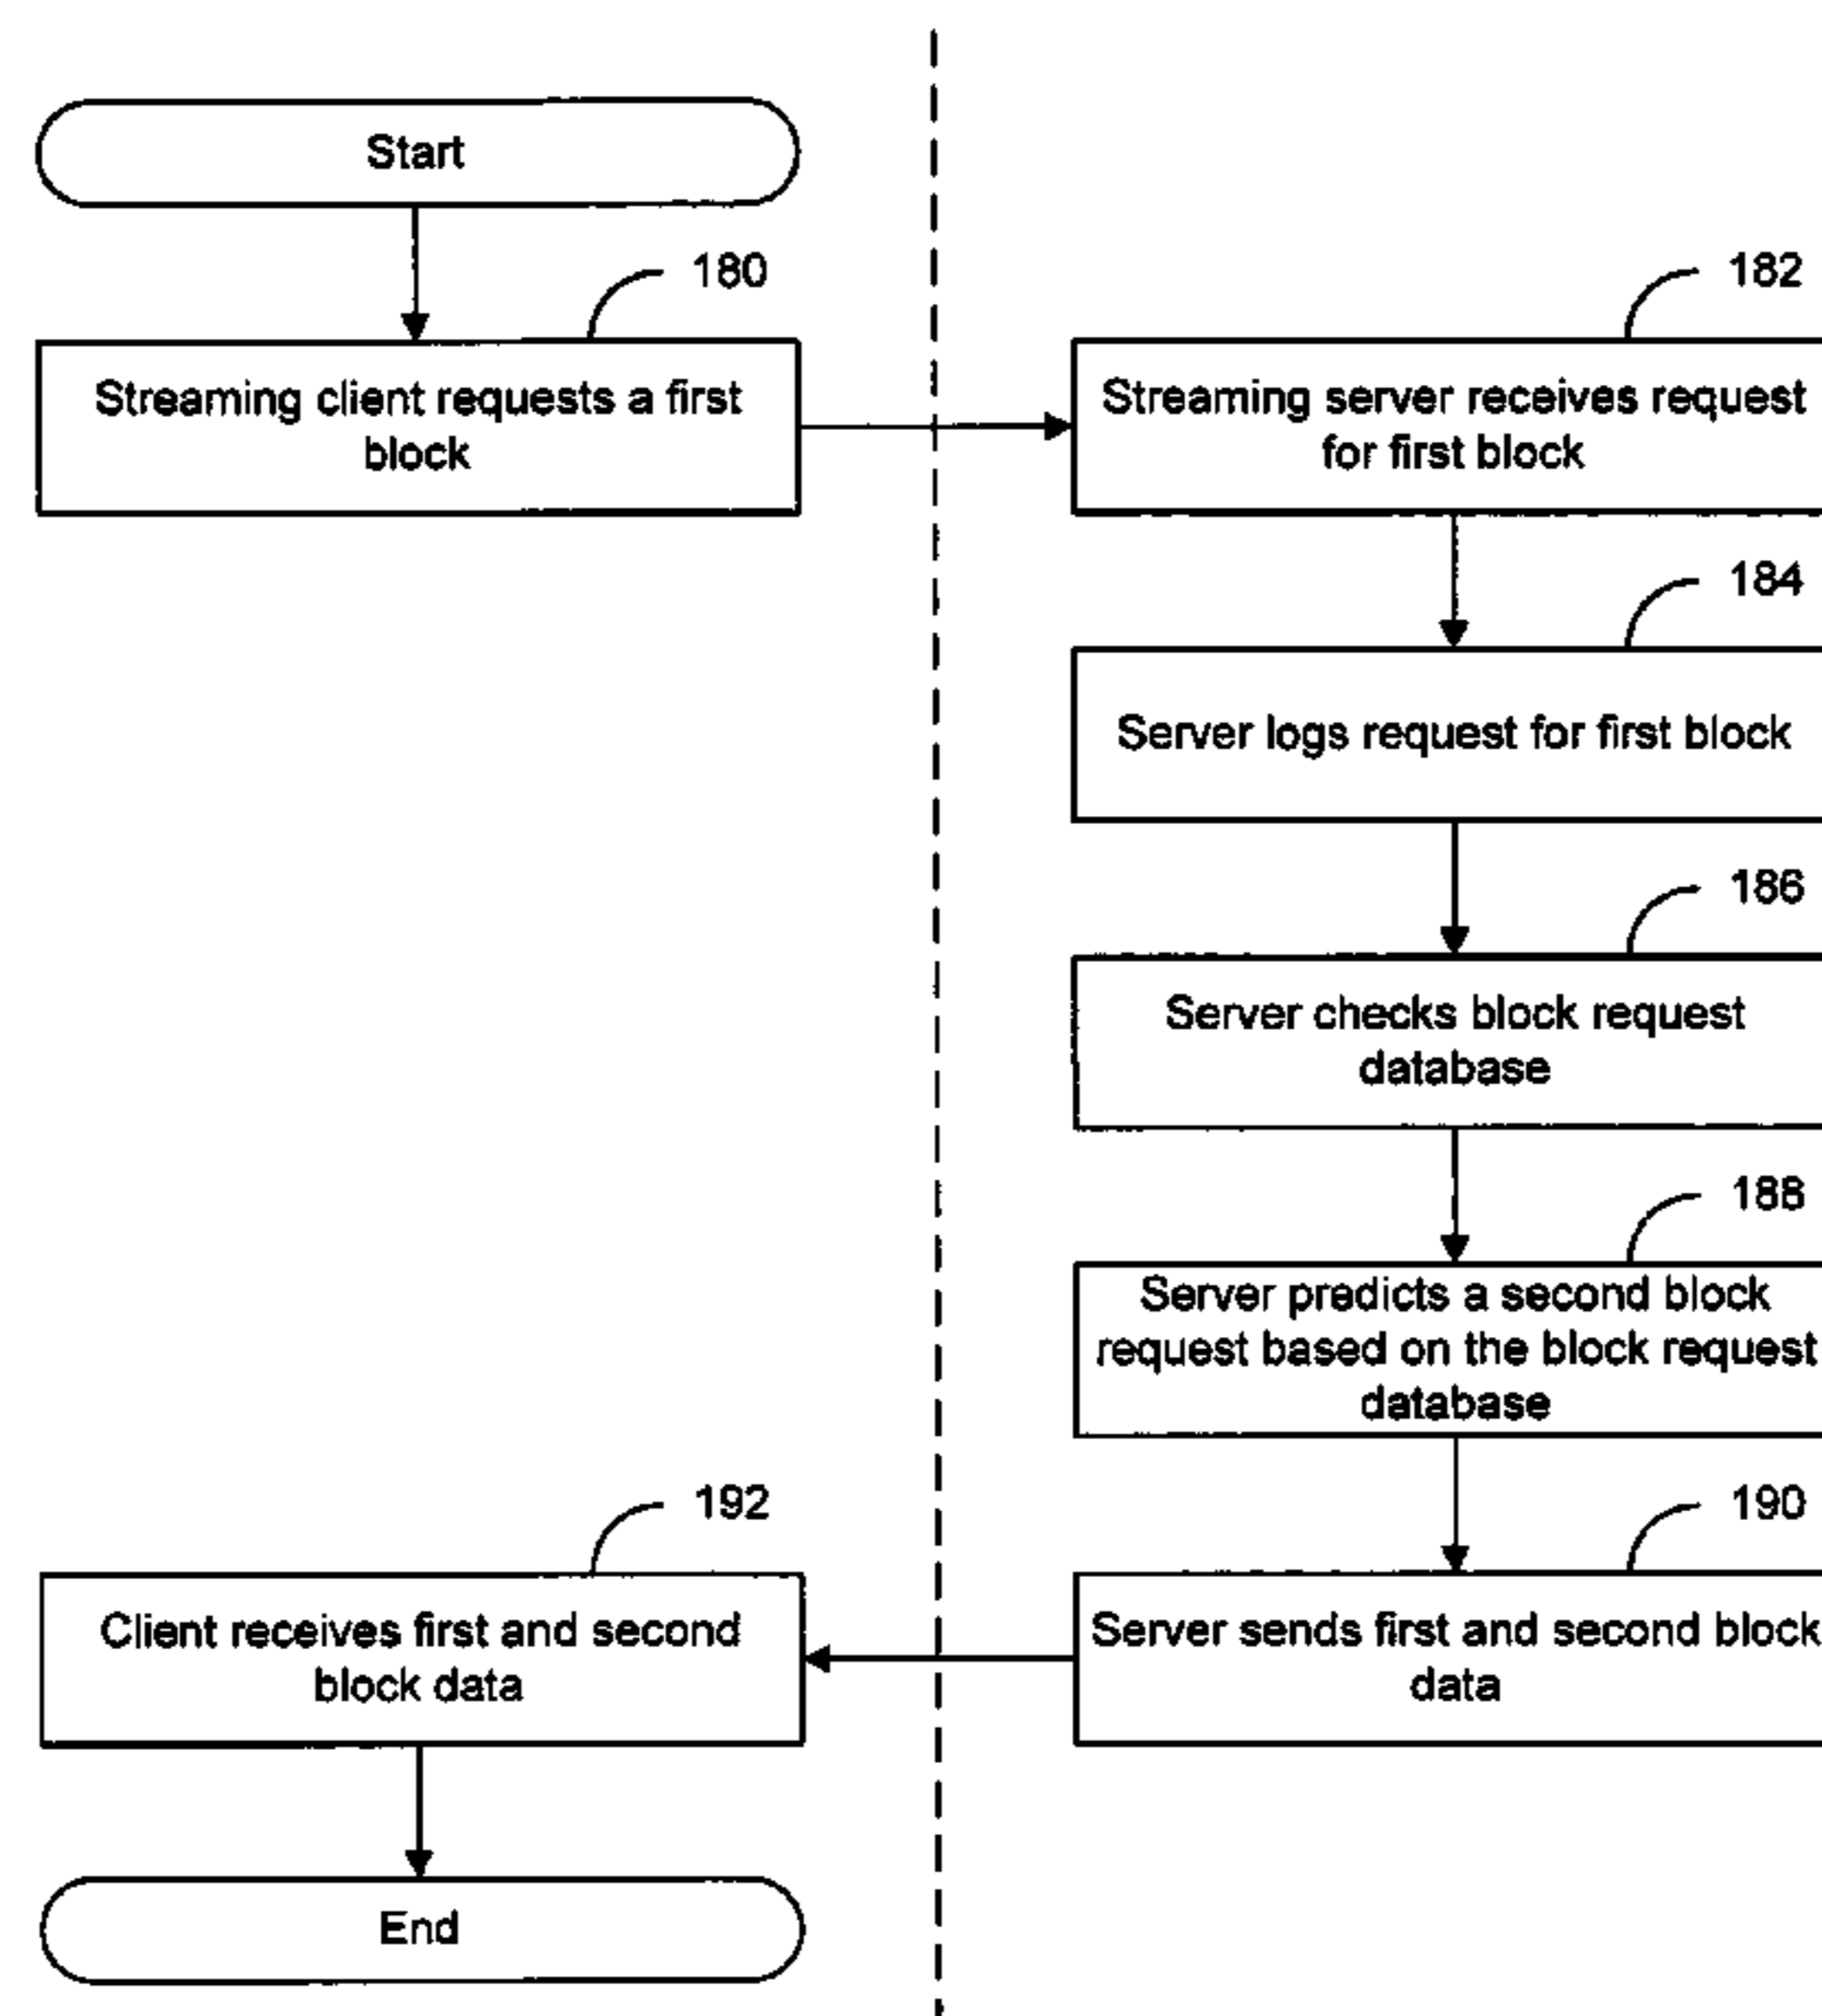 Start
180
Streaming client requests a first
block
182
Streaming server receives request
for first block
184
Server logs request for first block
186
Server checks block request
database
188
Server predicts a second block
request based on the block request
database
190
Server sends first and second block
data
192
Client receives first and second
block data
End